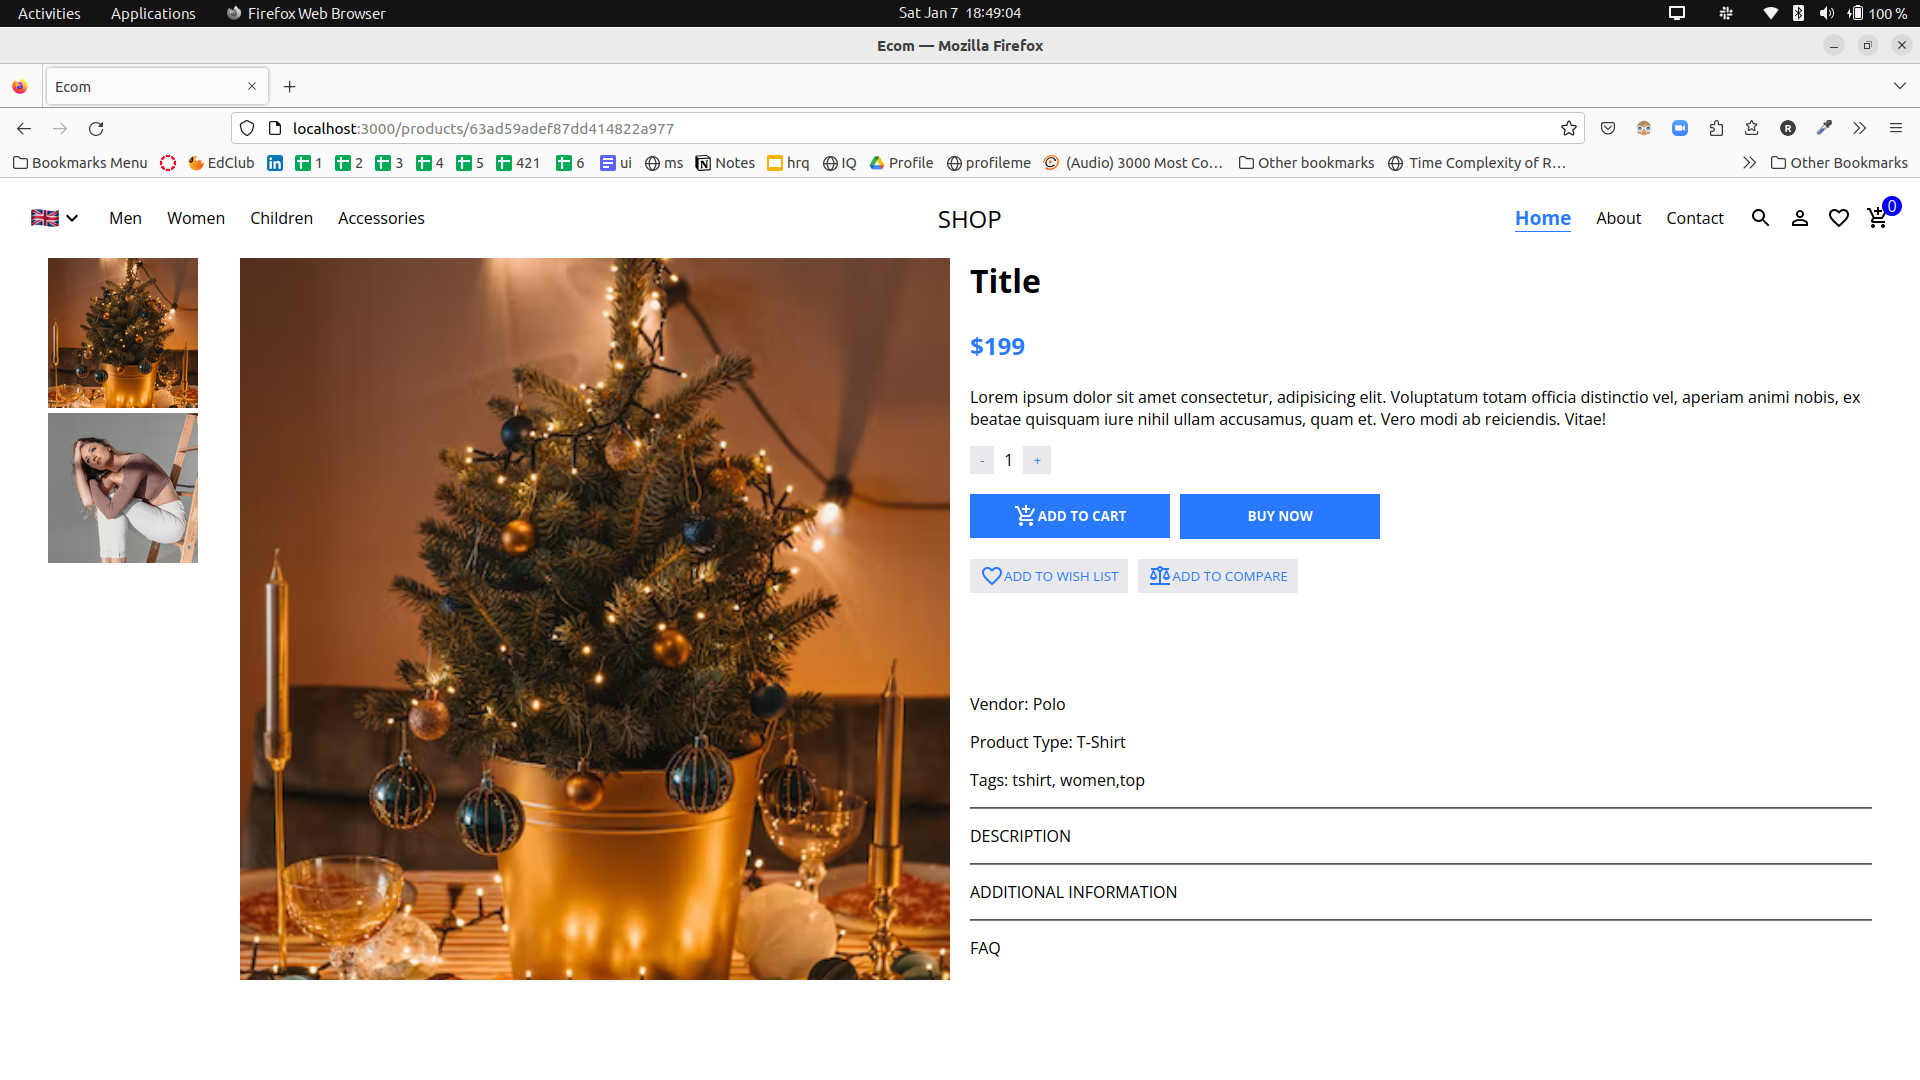 Activities Applications Firefox Web Browser Sat Jan 7 18:49:04 100 %
Ecom — Mozilla Firefox
Ecom
localhost:3000/products/63ad59adef87dd414822a977
Bookmarks Menu EdClub 1 2 3 4 5 421 6 ui ms Notes hrq IQ Profile profileme (Audio) 3000 Most Co… Other bookmarks Time Complexity of R… Other Bookmarks
Men Women Children Accessories SHOP Home About Contact 0
Title
$199
Lorem ipsum dolor sit amet consectetur, adipisicing elit. Voluptatum totam officia distinctio vel, aperiam animi nobis, ex
beatae quisquam iure nihil ullam accusamus, quam et. Vero modi ab reiciendis. Vitae!
- 1 +
ADD TO CART BUY NOW
ADD TO WISH LIST ADD TO COMPARE
Vendor: Polo
Product Type: T-Shirt
Tags: tshirt, women,top
DESCRIPTION
ADDITIONAL INFORMATION
FAQ